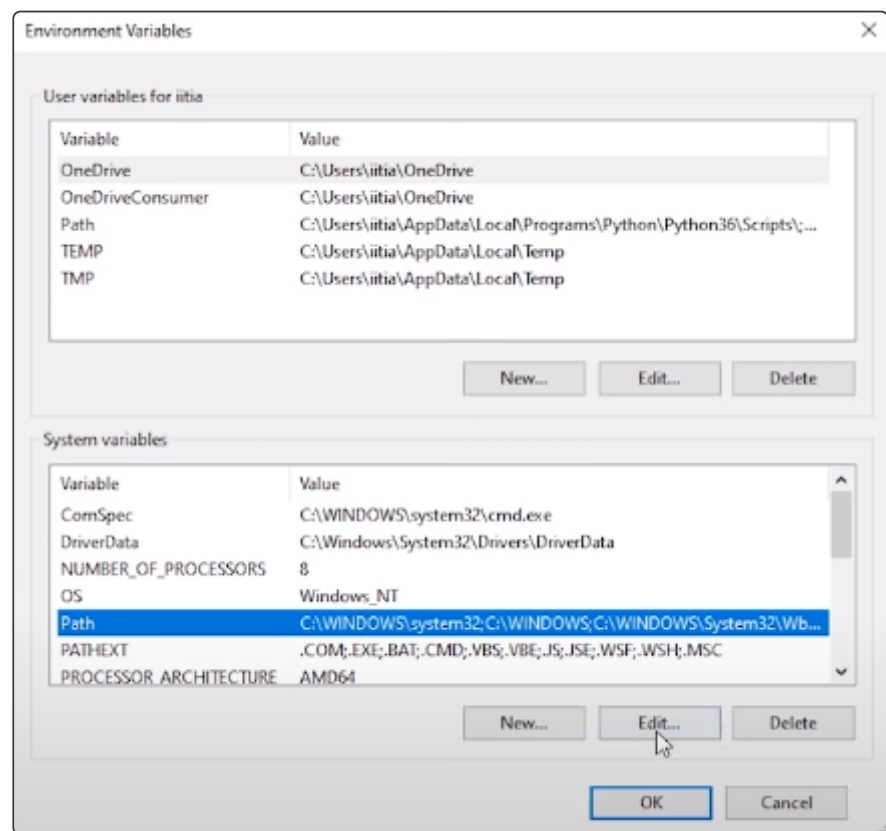 Environment Variables
User variables for iitia
Variable Value
OneDrive C:\Users\iitia\OneDrive
OneDriveConsumer C:\Users\iitia\OneDrive
Path C:\Users\iitia\AppData\Local\Programs\Python\Python36\Scripts\;...
TEMP C:\Users\iitia\AppData\Local\Temp
TMP C:\Users\iitia\AppData\Local\Temp
New... Edit... Delete
System variables
Variable Value
ComSpec C:\WINDOWS\system32\cmd.exe
DriverData C:\Windows\System32\Drivers\DriverData
NUMBER_OF_PROCESSORS 8
OS Windows_NT
Path C:\WINDOWS\system32;C:\WINDOWS;C:\WINDOWS\System32\Wb...
PATHEXT .COM;.EXE;.BAT;.CMD;.VBS;.VBE;.JS;.JSE;.WSF;.WSH;.MSC
PROCESSOR_ARCHITECTURE AMD64
New... Edit... Delete
OK Cancel